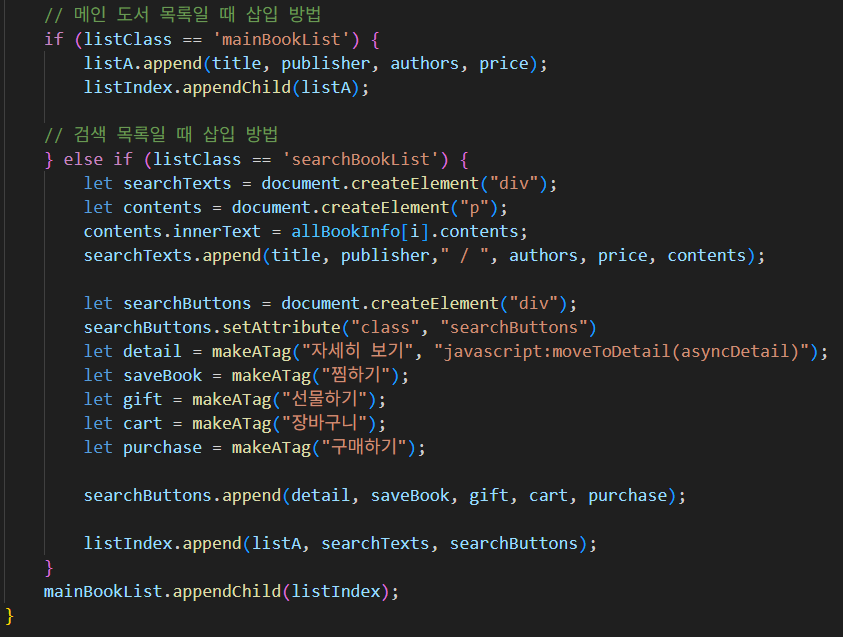 // 메인 도서 목록일 때 삽입 방법
if (listClass == 'mainBookList') {
listA.append(title, publisher, authors, price);
listIndex.appendChild(listA);
// 검색 목록일 때 삽입 방법
} else if (listClass == 'searchBookList') {
let searchTexts = document.createElement("div");
let contents = document.createElement("p");
contents.innerText = allBookInfo[i].contents;
searchTexts.append(title, publisher," / ", authors, price, contents);
let searchButtons = document.createElement("div");
searchButtons.setAttribute("class", "searchButtons")
let detail = makeATag("자세히 보기", "javascript:moveToDetail(asyncDetail)");
let saveBook = makeATag("찜하기");
let gift = makeATag("선물하기");
let cart = makeATag("장바구니");
let purchase = makeATag("구매하기");
searchButtons.append(detail, saveBook, gift, cart, purchase);
listIndex.append(listA, searchTexts, searchButtons);
}
mainBookList.appendChild(listIndex);
}